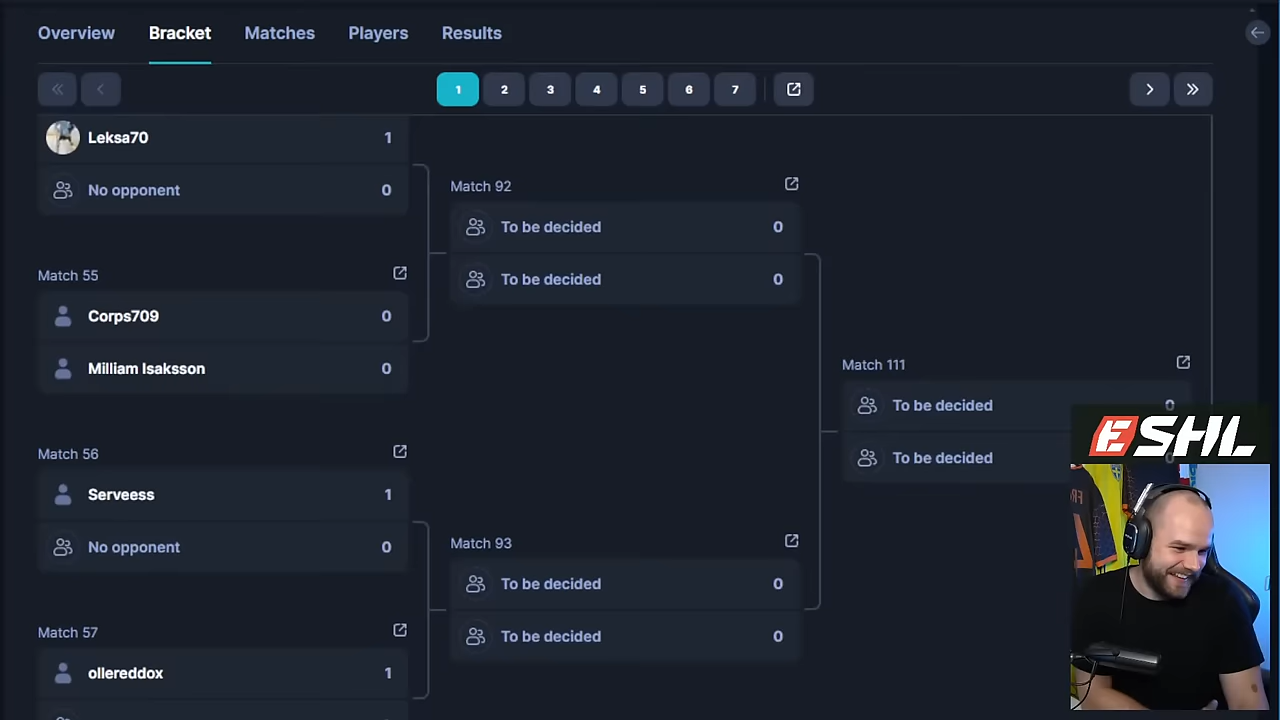 Overview Bracket Matches Players Results
1 2 3 4 5 6 7
Leksa70 1
No opponent 0
Match 92
To be decided 0
To be decided 0
Match 55
Corps709 0
Milliam Isaksson 0
Match 111
To be decided 0
To be decided
ESHL
Match 56
Serveess 1
No opponent 0
Match 93
To be decided 0
To be decided 0
Match 57
ollereddox 1